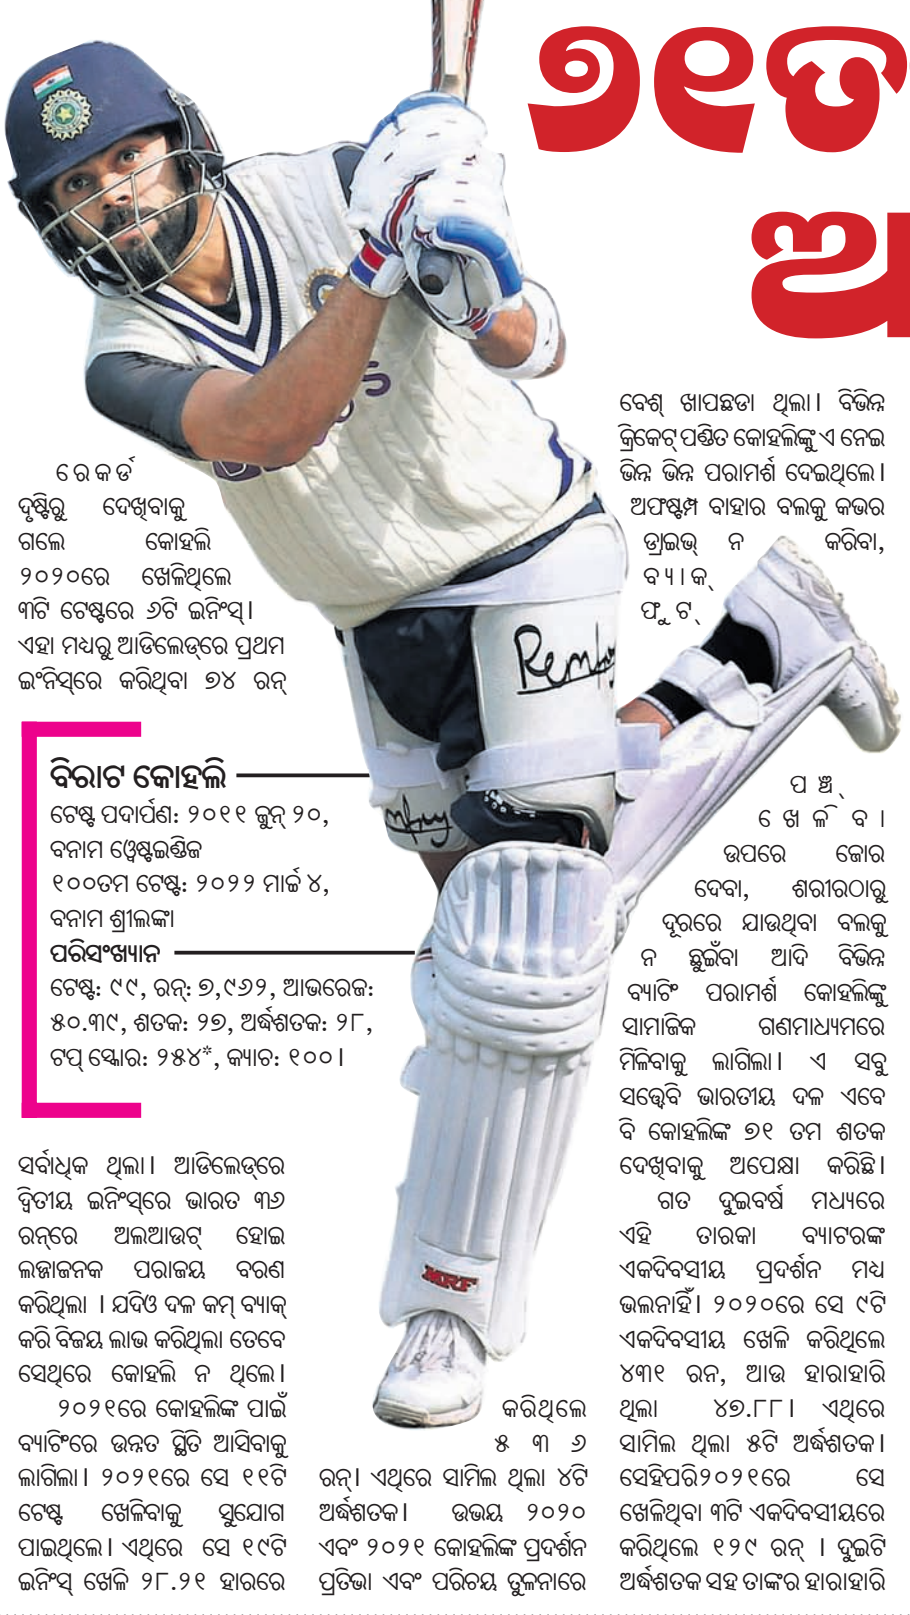 ୭୧ତ
ଅ
ରେକର୍ଡ
ଦୃଷ୍ଟିରୁ ଦେଖିବାକୁ
ଗଲେ କୋହଲି
୨୦୨୦ରେ ଖେଳିଥିଲେ
୩ଟି ଟେଷ୍ଟରେ ୬ଟି ଇନିଂସ୍।
ଏହା ମଧ୍ୟରୁ ଆଡିଲେଡ୍‌ରେ ପ୍ରଥମ
ଇଂନିସ୍‌ରେ କରିଥିବା ୭୪ ରନ୍
ବିରାଟ କୋହଲି
ଟେଷ୍ଟ ପଦାର୍ପଣ: ୨୦୧୧ ଜୁନ୍ ୨୦,
ବନାମ ୱେଷ୍ଟଇଣ୍ଡିଜ
୧୦୦ତମ ଟେଷ୍ଟ: ୨୦୨୨ ମାର୍ଚ୍ଚ ୪,
ବନାମ ଶ୍ରୀଲଙ୍କା
ପରିସଂଖ୍ୟାନ
ଟେଷ୍ଟ: ୯୯, ରନ୍: ୭,୯୬୨, ଆଭରେଜ:
୫୦.୩୯, ଶତକ: ୨୭, ଅର୍ଦ୍ଧଶତକ: ୨୮,
ଟପ୍ ସ୍କୋର: ୨୫୪*, କ୍ୟାଚ: ୧୦୦।
ସର୍ବାଧିକ ଥିଲା। ଆଡିଲେଡ୍‌ରେ
ଦ୍ୱିତୀୟ ଇନିଂସ୍‌ରେ ଭାରତ ୩୬
ରନ୍‌ରେ ଅଲଆଉଟ୍ ହୋଇ
ଲଜ୍ଜାଜନକ ପରାଜୟ ବରଣ
କରିଥିଲା । ଯଦିଓ ଦଳ କମ୍ ବ୍ୟାକ୍
କରି ବିଜୟ ଲାଭ କରିଥିଲା ତେବେ
ସେଥିରେ କୋହଲି ନ ଥିଲେ।
୨୦୨୧ରେ କୋହଲିଙ୍କ ପାଇଁ
ବ୍ୟାଟିଂରେ ଉନ୍ନତ ସ୍ଥିତି ଆସିବାକୁ
ଲାଗିଲା। ୨୦୨୧ରେ ସେ ୧୧ଟି
ଟେଷ୍ଟ ଖେଳିବାକୁ ସୁଯୋଗ
ପାଇଥିଲେ। ଏଥିରେ ସେ ୧୯ଟି
ଇନିଂସ୍ ଖେଳି ୨୮.୨୧ ହାରରେ
କରିଥିଲେ
୫୩୬
ରନ୍। ଏଥିରେ ସାମିଲ ଥିଲା ୪ଟି
ଅର୍ଦ୍ଧଶତକ। ଉଭୟ ୨୦୨୦
ଏବଂ ୨୦୨୧ କୋହଲିଙ୍କ ପ୍ରଦର୍ଶନ
ପ୍ରତିଭା ଏବଂ ପରିଚୟ ତୁଳନାରେ
ବେଶ୍ ଖାପଛଡା ଥିଲା। ବିଭିନ୍ନ
କ୍ରିକେଟ୍ ପଣ୍ଡିତ କୋହଲିଙ୍କୁ ଏ ନେଇ
ଭିନ୍ନ ଭିନ୍ନ ପରାମର୍ଶ ଦେଇଥିଲେ।
ଅଫଷ୍ଟମ୍ପ ବାହାର ବଲକୁ କଭର
ଡ୍ରାଇଭ୍ ନ କରିବା,
ବ୍ୟାକ୍
ଫୁଟ୍
ପଞ୍ଚ୍
ଖେଳିବା
ଉପରେ ଜୋର
ଦେବା, ଶରୀରଠାରୁ
ଦୂରରେ ଯାଉଥିବା ବଲକୁ
ନ ଛୁଇଁବା ଆଦି ବିଭିନ୍ନ
ବ୍ୟାଟିଂ ପରାମର୍ଶ କୋହଲିଙ୍କୁ
ସାମାଜିକ ଗଣମାଧ୍ୟମରେ
ମିଳିବାକୁ ଲାଗିଲା। ଏ ସବୁ
ସତ୍ତ୍ୱେବି ଭାରତୀୟ ଦଳ ଏବେ
ବି କୋହଲିଙ୍କ ୭୧ ତମ ଶତକ
ଦେଖିବାକୁ ଅପେକ୍ଷା କରିଛି।
ଗତ ଦୁଇବର୍ଷ ମଧ୍ୟରେ
ଏହି ତାରକା ବ୍ୟାଟରଙ୍କ
ଏକଦିବସୀୟ ପ୍ରଦର୍ଶନ ମଧ୍ୟ
ଭଲନାହିଁ। ୨୦୨୦ରେ ସେ ୯ଟି
ଏକଦିବସୀୟ ଖେଳି କରିଥିଲେ
୪୩୧ ରନ, ଆଉ ହାରାହାରି
ଥିଲା ୪୭.୮୮। ଏଥିରେ
ସାମିଲ ଥିଲା ୫ଟି ଅର୍ଦ୍ଧଶତକ।
ସେହିପରି୨୦୨୧ରେ ସେ
ଖେଳିଥିବା ୩ଟି ଏକଦିବସୀୟରେ
କରିଥିଲେ ୧୨୯ ରନ୍ । ଦୁଇଟି
ଅର୍ଦ୍ଧଶତକ ସହ ତାଙ୍କର ହାରାହାରି
MRF